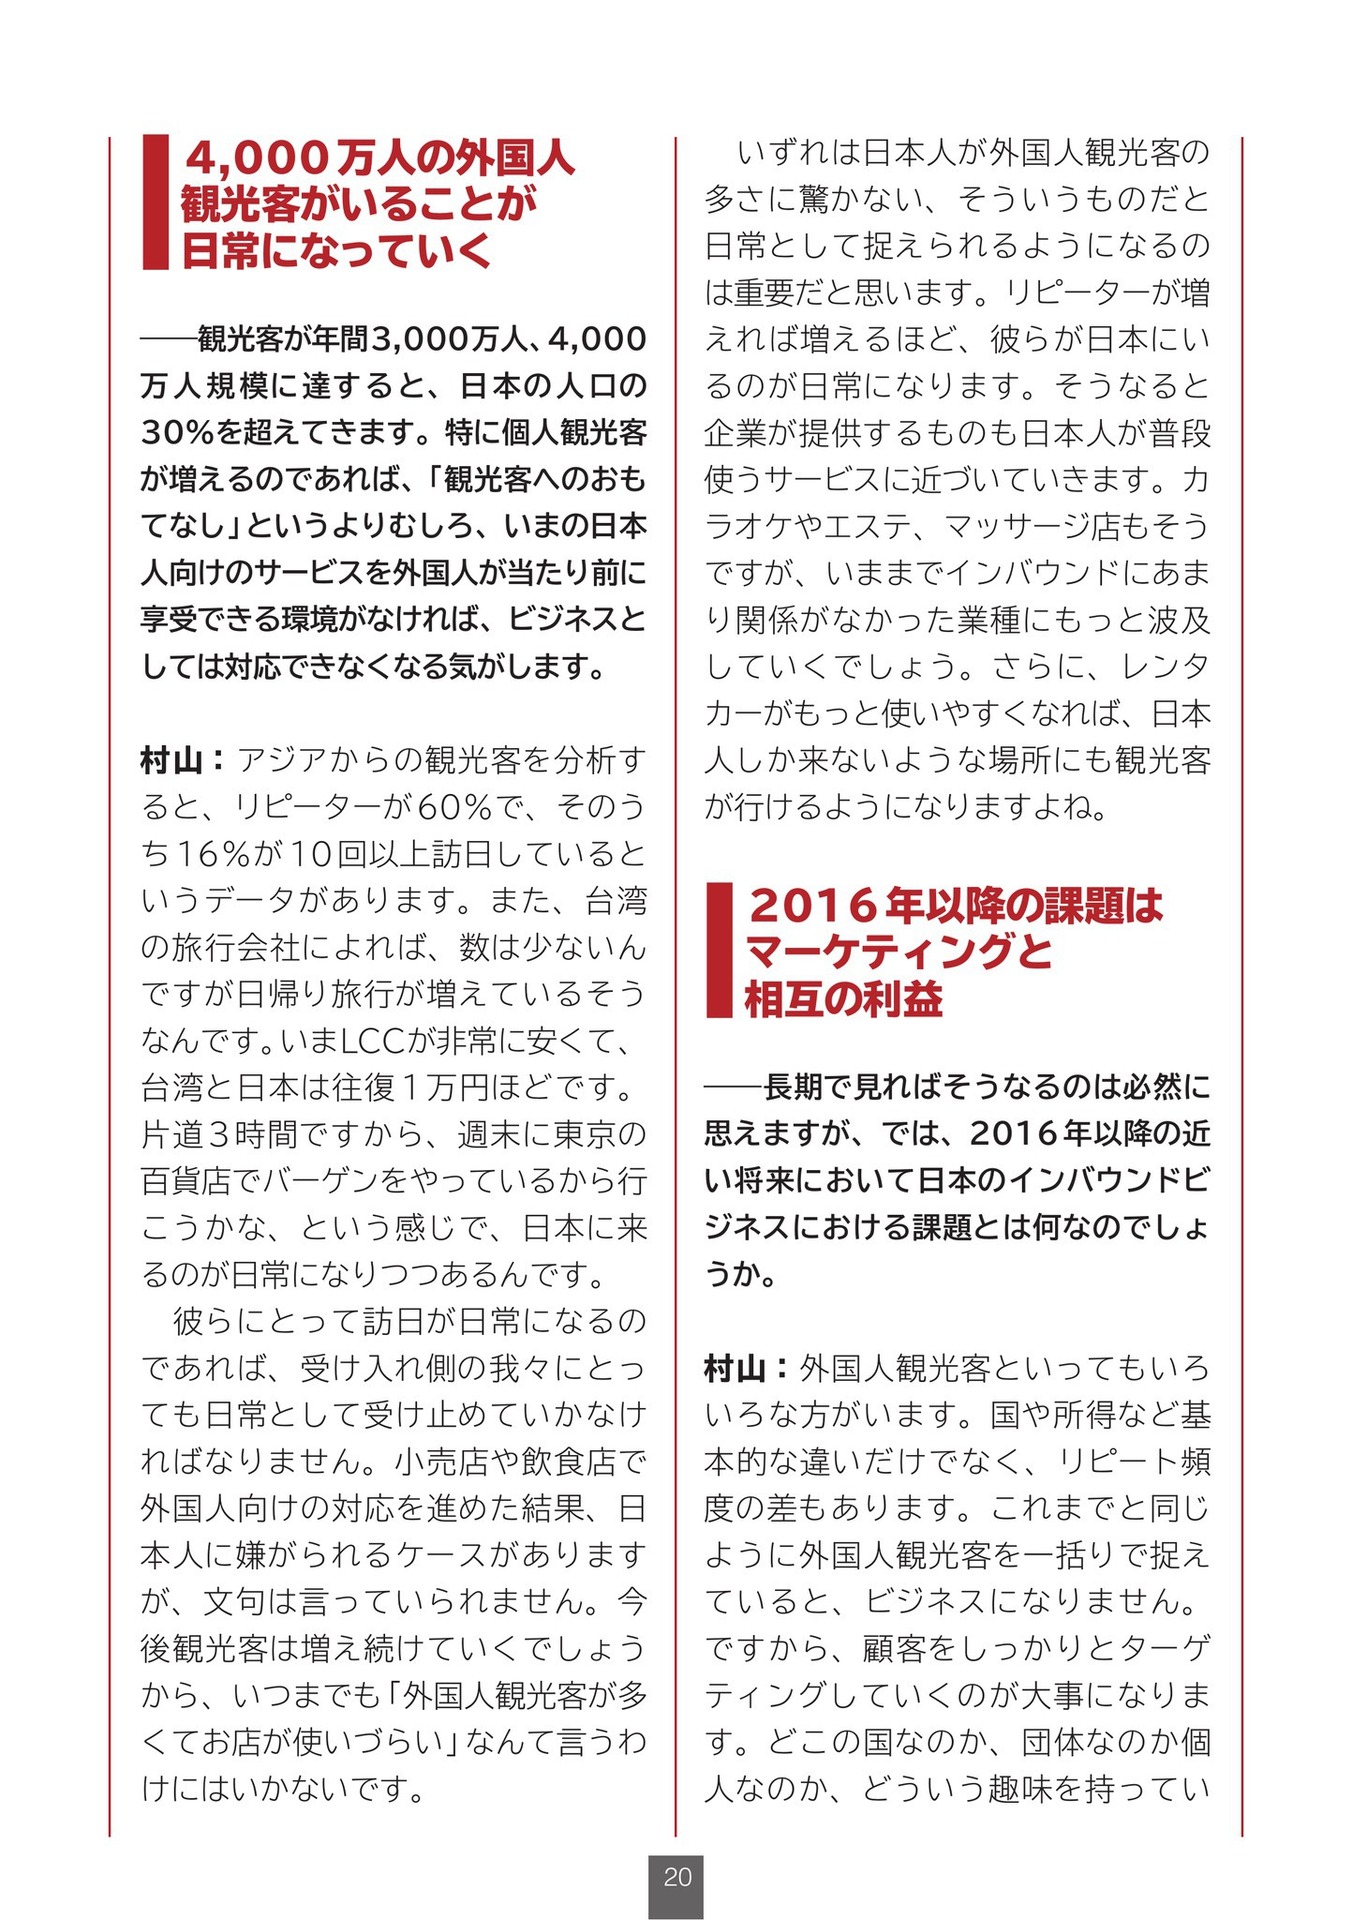 4,000万人の外国人
観光客がいることが
日常になっていく
――観光客が年間3,000万人、4,000
万人規模に達すると、日本の人口の
30%を超えてきます。特に個人観光客
が増えるのであれば、「観光客へのおも
てなし」というよりむしろ、いまの日本
人向けのサービスを外国人が当たり前に
享受できる環境がなければ、ビジネスと
しては対応できなくなる気がします。
村山：アジアからの観光客を分析す
ると、リピーターが60%で、そのう
ち16%が10回以上訪日していると
いうデータがあります。また、台湾
の旅行会社によれば、数は少ないん
ですが日帰り旅行が増えているそう
なんです。いまLCCが非常に安くて、
台湾と日本は往復1万円ほどです。
片道3時間ですから、週末に東京の
百貨店でバーゲンをやっているから行
こうかな、という感じで、日本に来
るのが日常になりつつあるんです。
　彼らにとって訪日が日常になるの
であれば、受け入れ側の我々にとっ
ても日常として受け止めていかなけ
ればなりません。小売店や飲食店で
外国人向けの対応を進めた結果、日
本人に嫌がられるケースがあります
が、文句は言っていられません。今
後観光客は増え続けていくでしょう
から、いつまでも「外国人観光客が多
くてお店が使いづらい」なんて言うわ
けにはいかないです。
　いずれは日本人が外国人観光客の
多さに驚かない、そういうものだと
日常として捉えられるようになるの
は重要だと思います。リピーターが増
えれば増えるほど、彼らが日本にい
るのが日常になります。そうなると
企業が提供するものも日本人が普段
使うサービスに近づいていきます。カ
ラオケやエステ、マッサージ店もそう
ですが、いままでインバウンドにあま
り関係がなかった業種にもっと波及
していくでしょう。さらに、レンタ
カーがもっと使いやすくなれば、日本
人しか来ないような場所にも観光客
が行けるようになりますよね。
2016年以降の課題は
マーケティングと
相互の利益
――長期で見ればそうなるのは必然に
思えますが、では、2016年以降の近
い将来において日本のインバウンドビ
ジネスにおける課題とは何なのでしょ
うか。
村山：外国人観光客といってもいろ
いろな方がいます。国や所得など基
本的な違いだけでなく、リピート頻
度の差もあります。これまでと同じ
ように外国人観光客を一括りで捉え
ていると、ビジネスになりません。
ですから、顧客をしっかりとターゲ
ティングしていくのが大事になりま
す。どこの国なのか、団体なのか個
人なのか、どういう趣味を持ってい
20